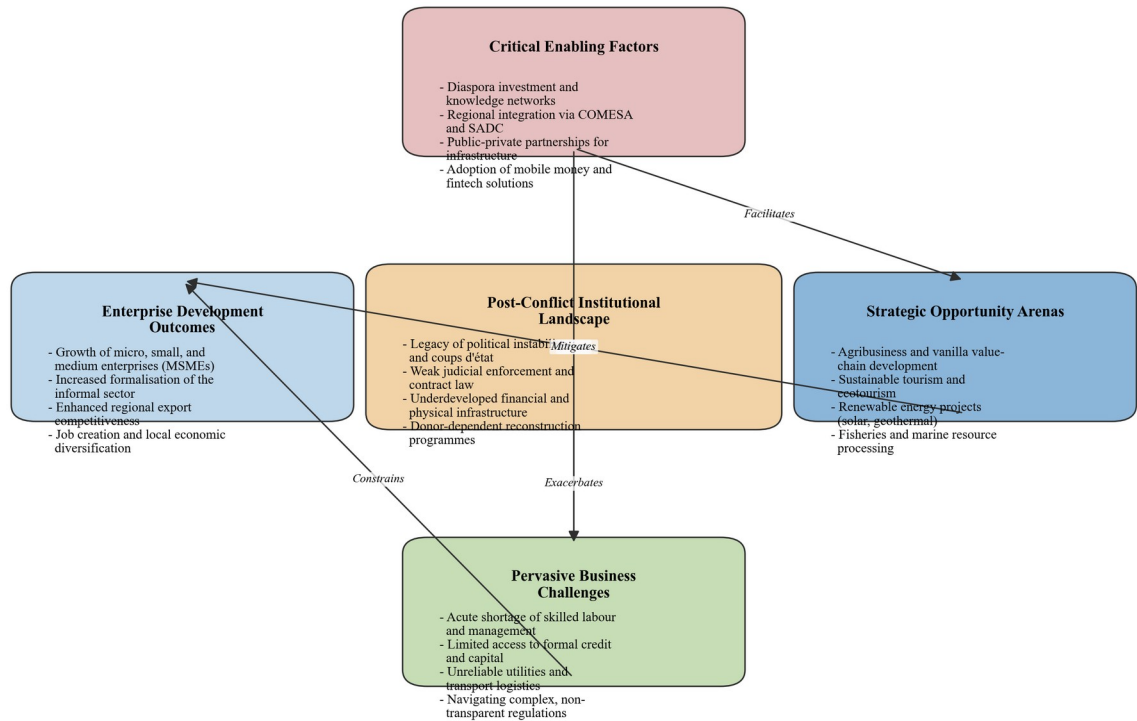 Critical Enabling Factors
- Diaspora investment and
knowledge networks
- Regional integration via COMESA
and SADC
- Public-private partnerships for
infrastructure
- Adoption of mobile money and
fintech solutions
Facilitates
Enterprise Development
Outcomes
- Growth of micro, small, and
medium enterprises (MSMEs)
- Increased formalisation of the
informal sector
- Enhanced regional export
competitiveness
- Job creation and local economic
diversification
Post-Conflict Institutional
Landscape
- Legacy of political instability
and coups d'état
- Weak judicial enforcement and
contract law
- Underdeveloped financial and
physical infrastructure
- Donor-dependent reconstruction
programmes
Mitigates
Strategic Opportunity Arenas
- Agribusiness and vanilla value-
chain development
- Sustainable tourism and
ecotourism
- Renewable energy projects
(solar, geothermal)
- Fisheries and marine resource
processing
Constrains
Exacerbates
Pervasive Business
Challenges
- Acute shortage of skilled labour
and management
- Limited access to formal credit
and capital
- Unreliable utilities and
transport logistics
- Navigating complex, non-
transparent regulations